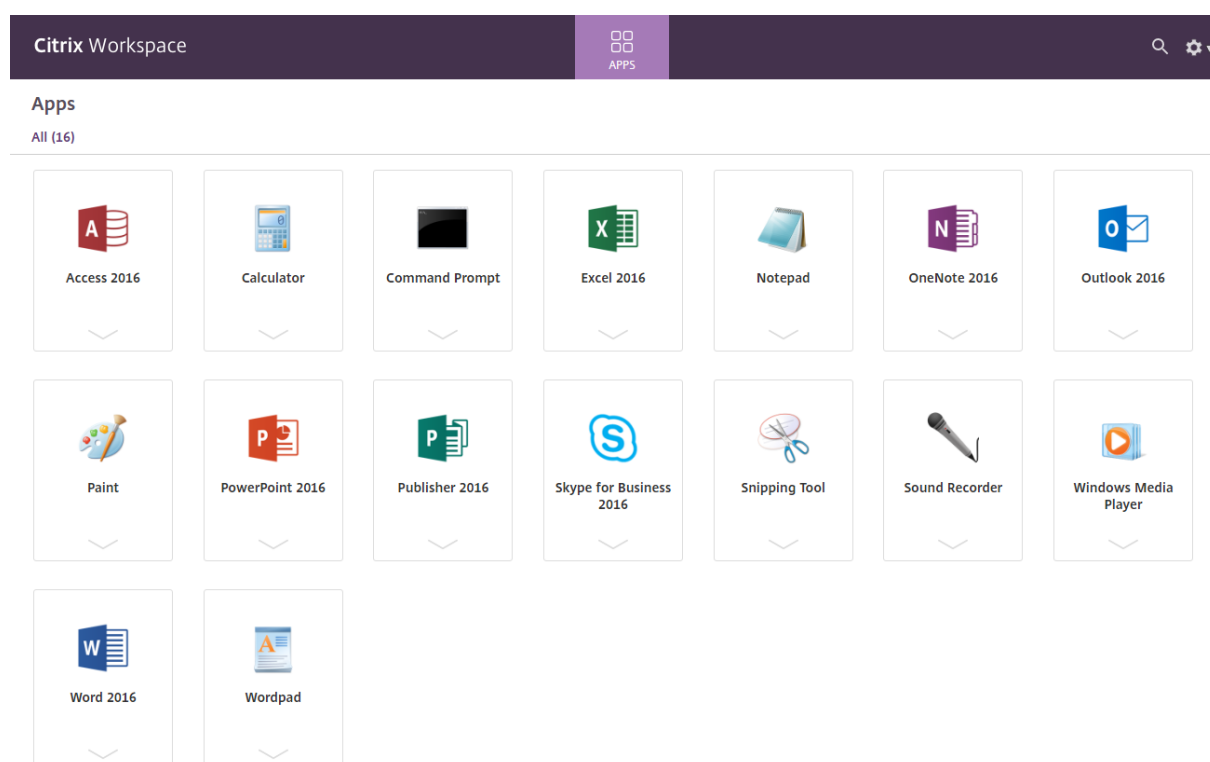 Citrix Workspace
APPS
Apps
All (16)
Access 2016
Calculator
Command Prompt
Excel 2016
Notepad
OneNote 2016
Outlook 2016
Paint
PowerPoint 2016
Publisher 2016
Skype for Business
2016
Snipping Tool
Sound Recorder
Windows Media
Player
Word 2016
Wordpad